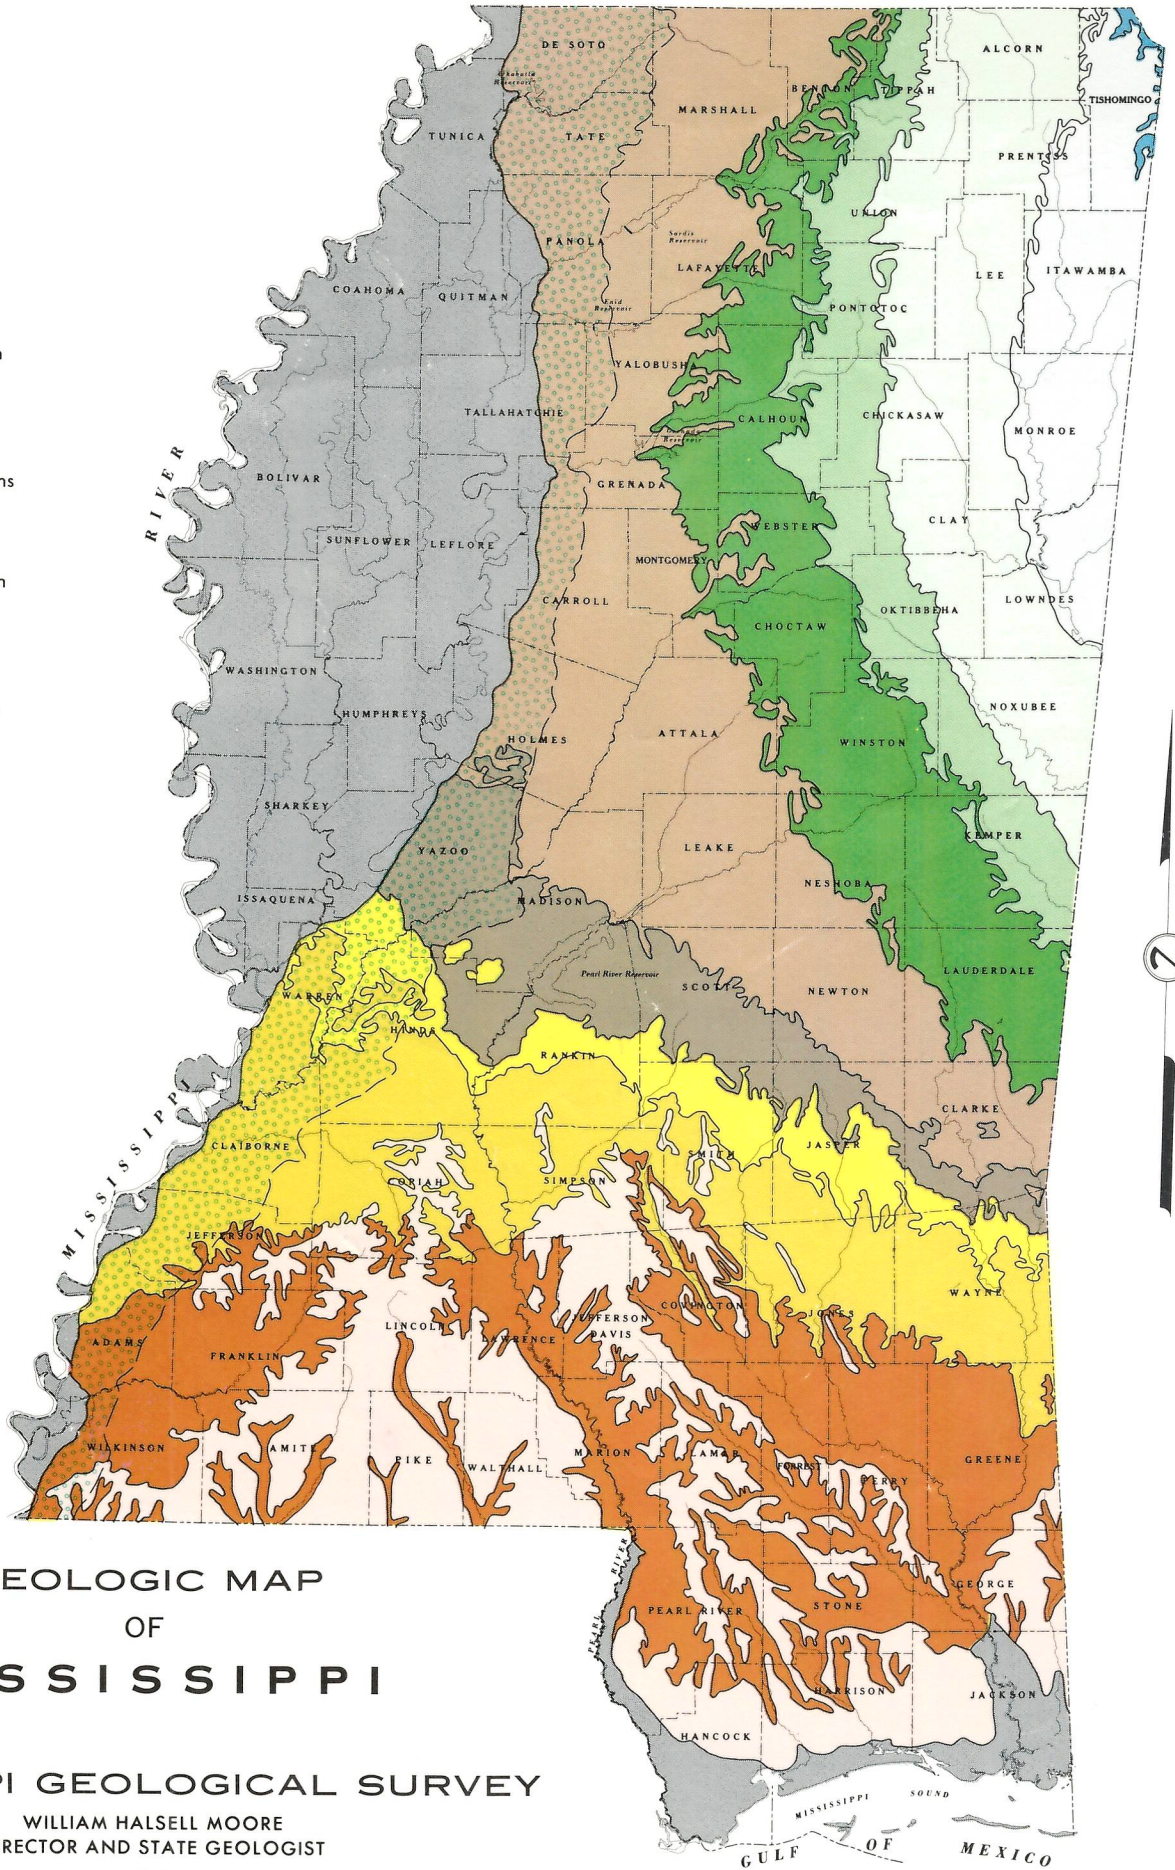 DE SOTO
ALCORN
BENTON
TIPPAH
MARSHALL
TISHOMINGO
TUNICA
TATE
PRENTISS
UNION
Sardis
Reservoir
PANOLA
LAFAYETTE
LEE
ITAWAMBA
COAHOMA
QUITMAN
Enid
Reservoir
PONTOTOC
YALOBUSHA
TALLAHATCHIE
CALHOUN
CHICKASAW
MONROE
Reservoir
RIVER
BOLIVAR
GRENADA
ns
WEBSTER
CLAY
SUNFLOWER
LEFLORE
MONTGOMERY
CARROLL
OKTIBBEHA
LOWNDES
CHOCTAW
WASHINGTON
HUMPHREYS
NOXUBEE
HOLMES
ATTALA
WINSTON
SHARKEY
KEMPER
YAZOO
LEAKE
NESHOBA
ISSAQUENA
MADISON
Pearl River Reservoir
SCOTT
NEWTON
LAUDERDALE
WARREN
HINDS
RANKIN
MISSISSIPPI
CLARKE
CLAIBORNE
SMITH
JASPER
COPIAH
SIMPSON
JEFFERSON
WAYNE
COVINGTON
JONES
JEFFERSON
DAVIS
LINCOLN
LAWRENCE
ADAMS
FRANKLIN
WILKINSON
AMITE
PIKE
WALTHALL
MARION
LAMAR
FORREST
PERRY
GREENE
EOLOGIC MAP
OF
SSISSIPPI
PEARL RIVER
GEORGE
PEARL RIVER
STONE
HARRISON
JACKSON
HANCOCK
PI GEOLOGICAL SURVEY
WILLIAM HALSELL MOORE
RECTOR AND STATE GEOLOGIST
MISSISSIPPI SOUND
GULF OF MEXICO